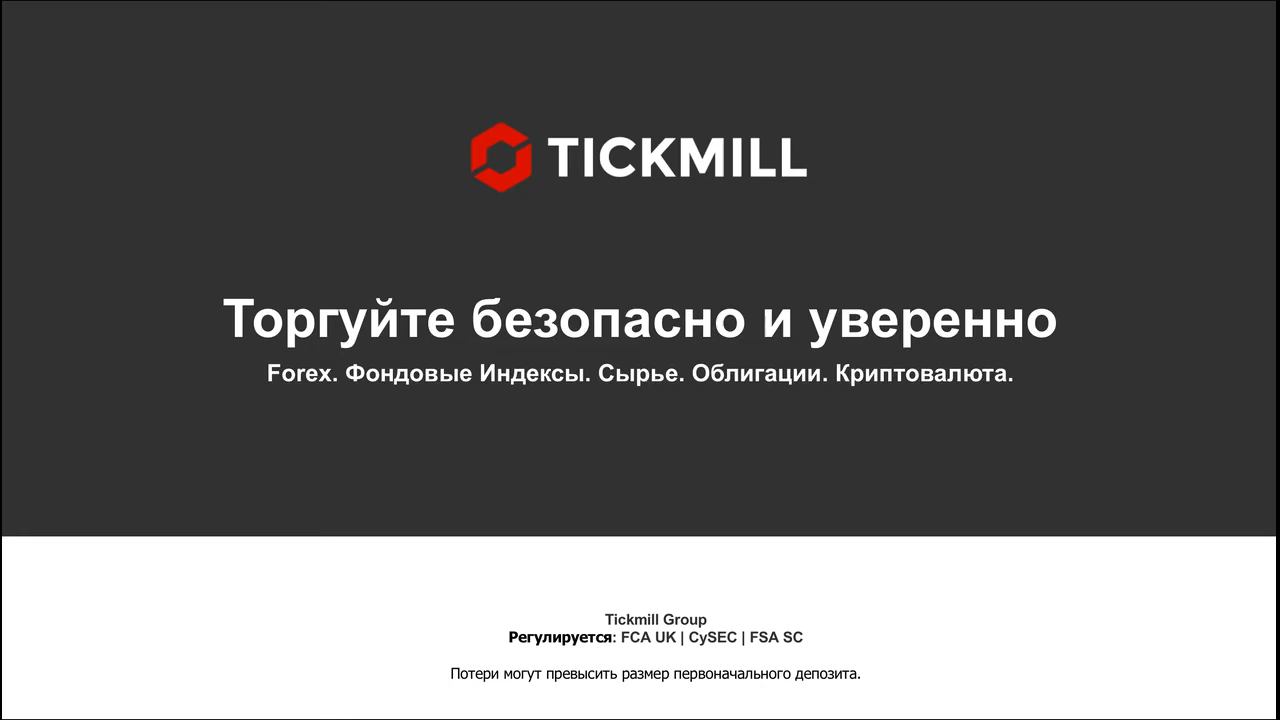 TICKMILL
Торгуйте безопасно и уверенно
Forex. Фондовые Индексы. Сырье. Облигации. Криптовалюта.
Tickmill Group
Регулируется: FCA UK | CySEC | FSA SC
Потери могут превысить размер первоначального депозита.